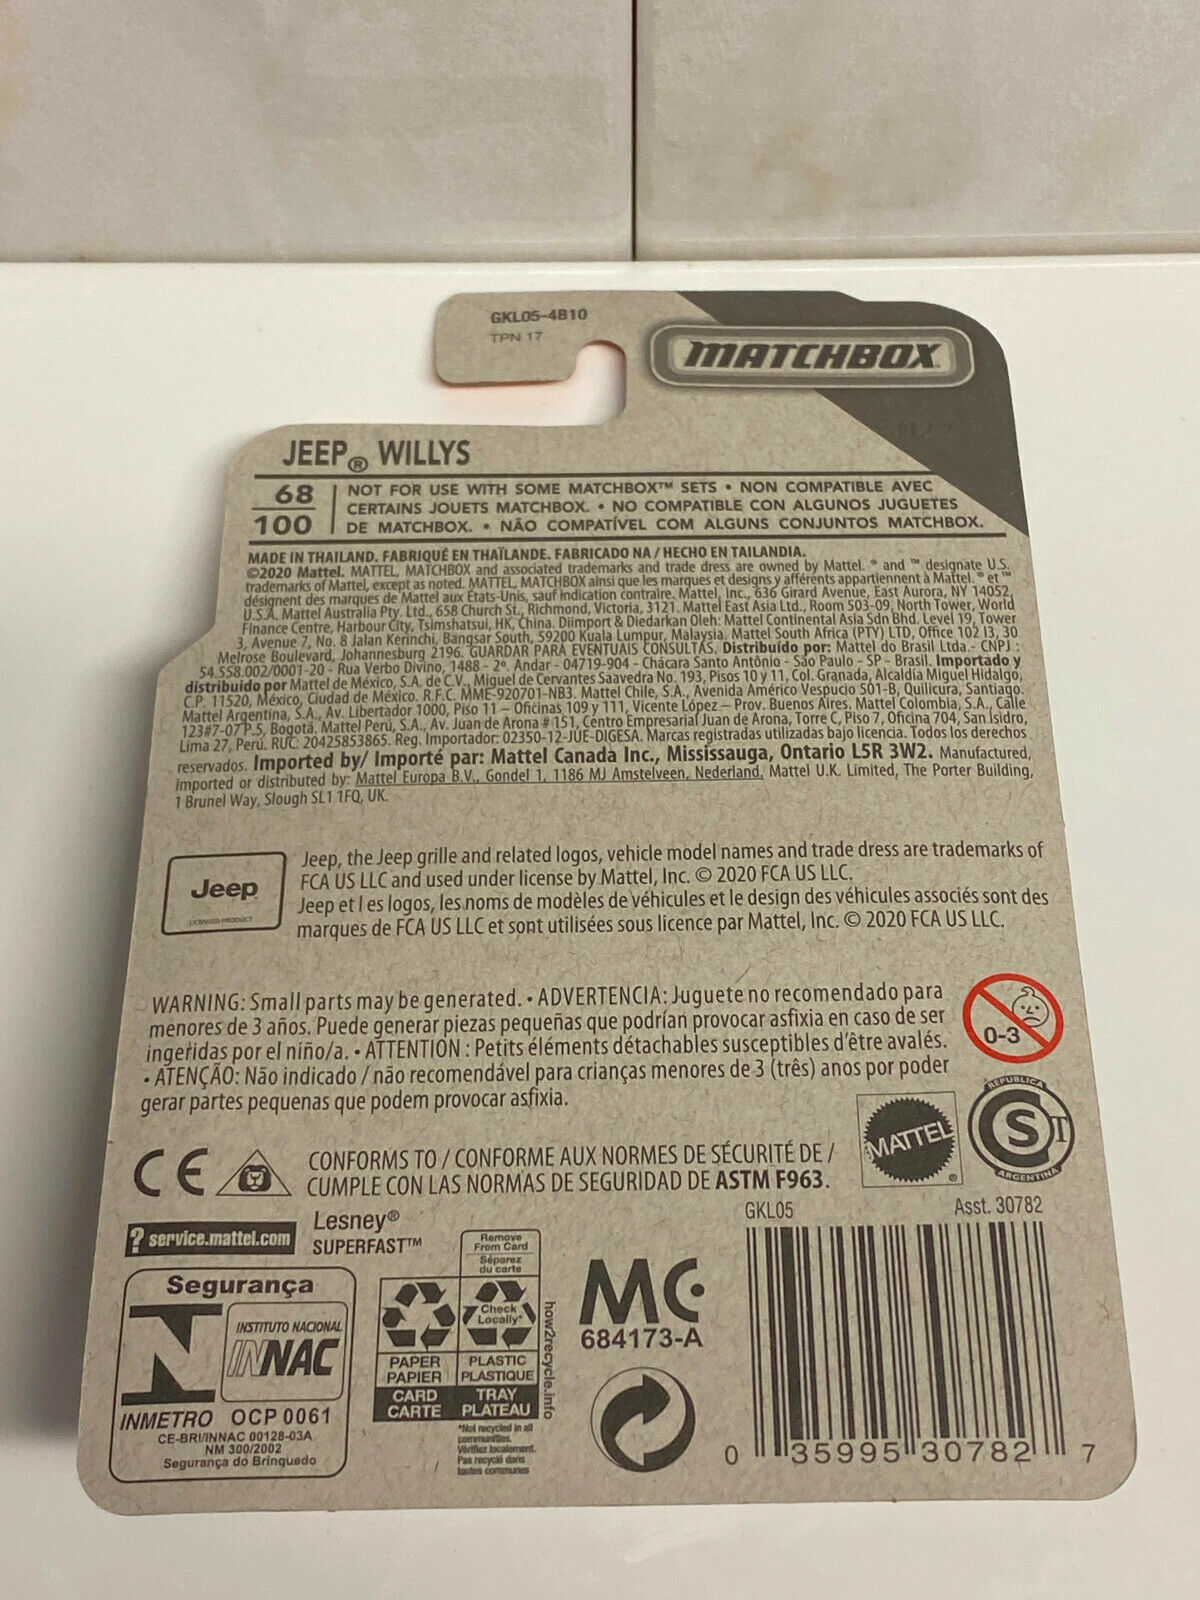 GKL05-4B10
TPN 17
MATCHBOX
JEEP® WILLYS
68
100
NOT FOR USE WITH SOME MATCHBOX™ SETS • NON COMPATIBLE AVEC
CERTAINS JOUETS MATCHBOX. • NO COMPATIBLE CON ALGUNOS JUGUETES
DE MATCHBOX. • NÃO COMPATÍVEL COM ALGUNS CONJUNTOS MATCHBOX.
MADE IN THAILAND. FABRIQUÉ EN THAÏLANDE. FABRICADO NA / HECHO EN TAILANDIA.
©2020 Mattel. MATTEL, MATCHBOX and associated trademarks and trade dress are owned by Mattel. ® and ™ designate U.S.
trademarks of Mattel, except as noted. MATTEL, MATCHBOX ainsi que les marques et designs y afférents appartiennent à Mattel. ® et ™
désignent des marques de Mattel aux États-Unis, sauf indication contraire. Mattel, Inc., 636 Girard Avenue, East Aurora, NY 14052,
U.S.A. Mattel Australia Pty. Ltd., 658 Church St., Richmond, Victoria, 3121. Mattel East Asia Ltd., Room 503-09, North Tower, World
Finance Centre, Harbour City, Tsimshatsui, HK, China. Diimport & Diedarkan Oleh: Mattel Continental Asia Sdn Bhd. Level 19, Tower
3, Avenue 7, No. 8 Jalan Kerinchi, Bangsar South, 59200 Kuala Lumpur, Malaysia. Mattel South Africa (PTY) LTD, Office 102 I3, 30
Melrose Boulevard, Johannesburg 2196. GUARDAR PARA EVENTUAIS CONSULTAS. Distribuído por: Mattel do Brasil Ltda.- CNPJ :
54.558.002/0001-20 - Rua Verbo Divino, 1488 - 2º. Andar - 04719-904 - Chácara Santo Antônio - São Paulo - SP - Brasil. Importado y
distribuido por Mattel de México, S.A. de C.V., Miguel de Cervantes Saavedra No. 193, Pisos 10 y 11, Col. Granada, Alcaldía Miguel Hidalgo,
C.P. 11520, México, Ciudad de México. R.F.C. MME-920701-NB3. Mattel Chile, S.A., Avenida Américo Vespucio 501-B, Quilicura, Santiago.
Mattel Argentina, S.A., Av. Libertador 1000, Piso 11 – Oficinas 109 y 111, Vicente López – Prov. Buenos Aires. Mattel Colombia, S.A., Calle
123#7-07 P.5, Bogotá. Mattel Perú, S.A., Av. Juan de Arona # 151, Centro Empresarial Juan de Arona, Torre C, Piso 7, Oficina 704, San Isidro,
Lima 27, Perú. RUC: 20425853865. Reg. Importador: 02350-12-JUE-DIGESA. Marcas registradas utilizadas bajo licencia. Todos los derechos
reservados. Imported by/ Importé par: Mattel Canada Inc., Mississauga, Ontario L5R 3W2. Manufactured,
imported or distributed by: Mattel Europa B.V., Gondel 1, 1186 MJ Amstelveen, Nederland. Mattel U.K. Limited, The Porter Building,
1 Brunel Way, Slough SL1 1FQ, UK.
Jeep
LICENSED PRODUCT
Jeep, the Jeep grille and related logos, vehicle model names and trade dress are trademarks of
FCA US LLC and used under license by Mattel, Inc. © 2020 FCA US LLC.
Jeep et l es logos, les noms de modèles de véhicules et le design des véhicules associés sont des
marques de FCA US LLC et sont utilisées sous licence par Mattel, Inc. © 2020 FCA US LLC.
WARNING: Small parts may be generated. • ADVERTENCIA: Juguete no recomendado para
menores de 3 años. Puede generar piezas pequeñas que podrían provocar asfixia en caso de ser
ingeridas por el niño/a. • ATTENTION : Petits éléments détachables susceptibles d'être avalés.
• ATENÇÃO: Não indicado / não recomendável para crianças menores de 3 (três) anos por poder
gerar partes pequenas que podem provocar asfixia.
0-3
CE
CONFORMS TO / CONFORME AUX NORMES DE SÉCURITÉ DE /
CUMPLE CON LAS NORMAS DE SEGURIDAD DE ASTM F963.
MATTEL®
REPUBLICA
CST
ARGENTINA
? service.mattel.com
Lesney®
SUPERFAST™
GKL05
Asst. 30782
Segurança
INSTITUTO NACIONAL
INNAC
INMETRO OCP 0061
CE-BRI/INNAC 00128-03A
NM 300/2002
Segurança do Brinquedo
Remove
From Card
Séparez
du carte
Check
Locally*
PAPER
PAPIER
CARD
CARTE
PLASTIC
PLASTIQUE
TRAY
PLATEAU
*Not recycled in all
communities.
Vérifiez localement.
Pas recyclé dans
toutes communes
how2recycle.info
MC
684173-A
0 35995 30782 7